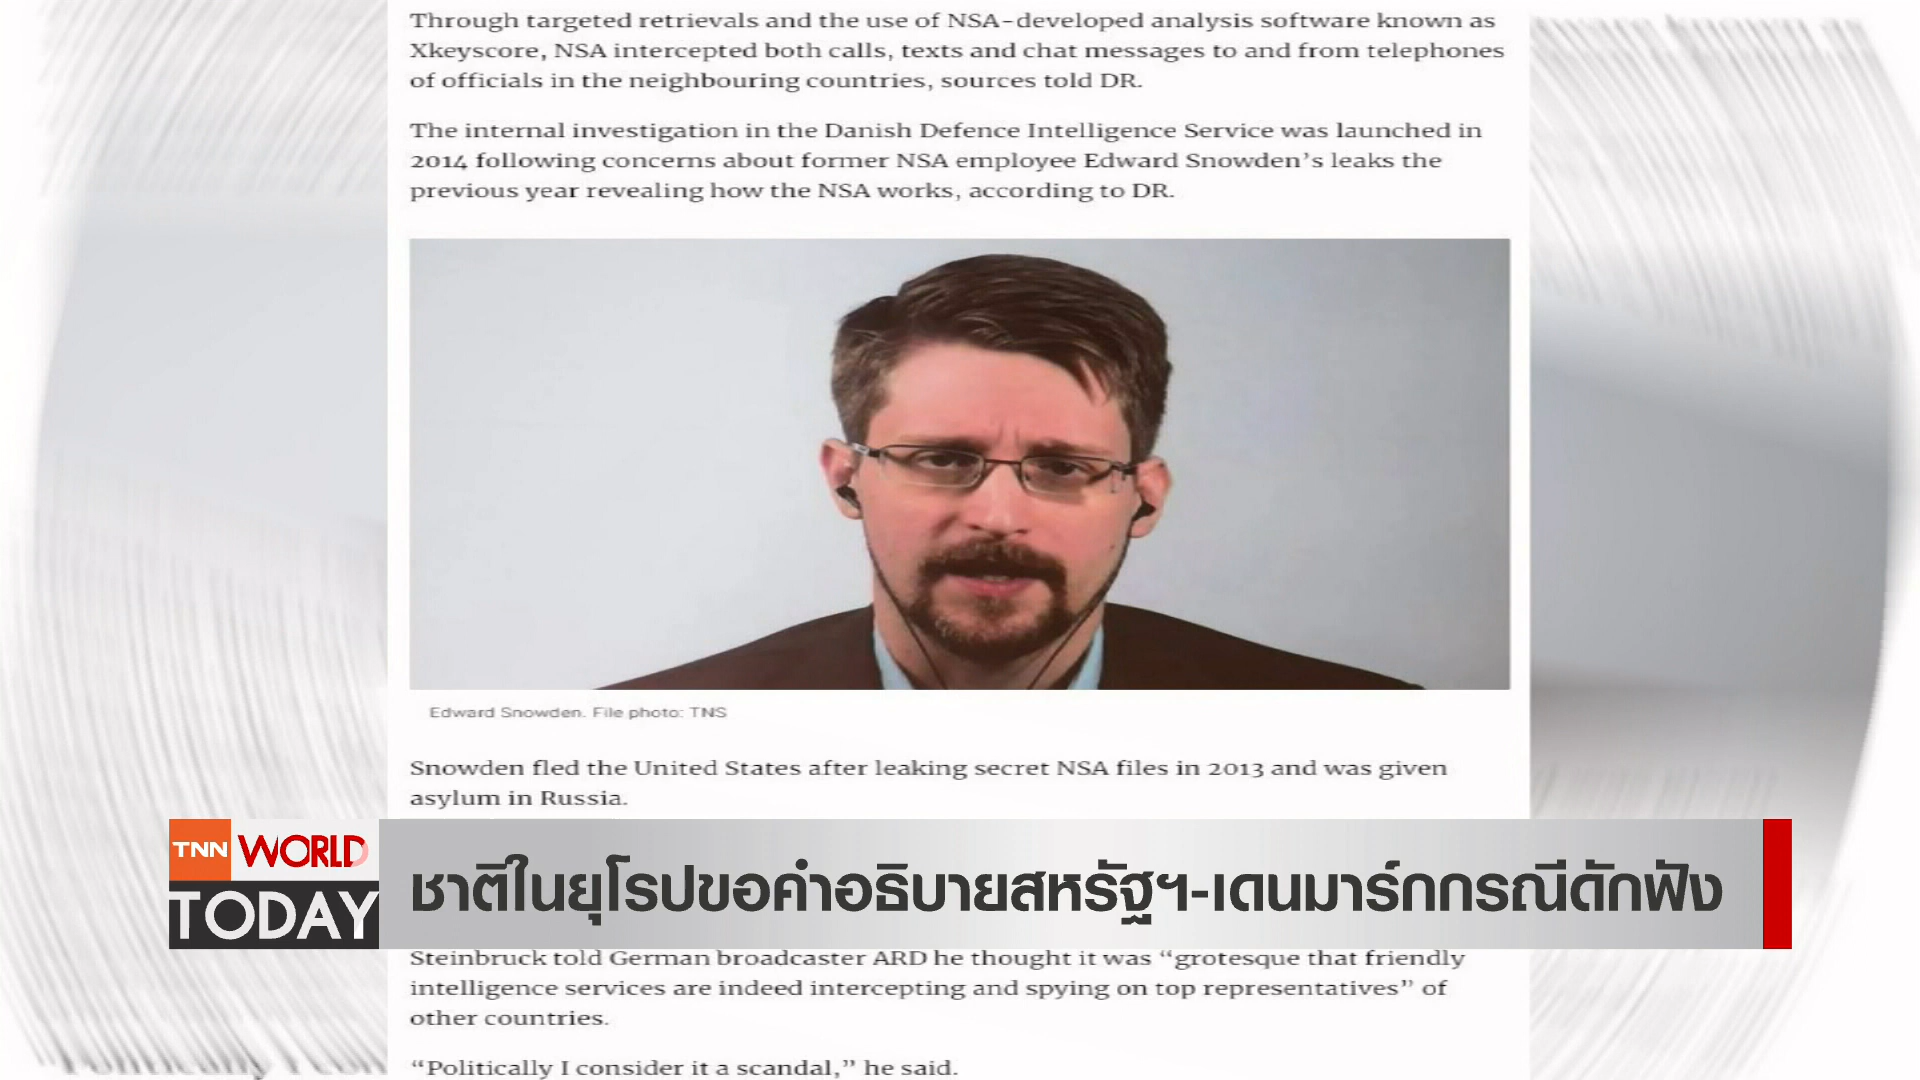 Through targeted retrievals and the use of NSA-developed analysis software known as
Xkeyscore, NSA intercepted both calls, texts and chat messages to and from telephones
of officials in the neighbouring countries, sources told DR.
The internal investigation in the Danish Defence Intelligence Service was launched in
2014 following concerns about former NSA employee Edward Snowden’s leaks the
previous year revealing how the NSA works, according to DR.
Edward Snowden. File photo: TNS
Snowden fled the United States after leaking secret NSA files in 2013 and was given
asylum in Russia.
TNN WORLD
TODAY
ชาติในยุโรปขอคำอธิบายสหรัฐฯ-เดนมาร์กกรณีดักฟัง
Steinbruck told German broadcaster ARD he thought it was “grotesque that friendly
intelligence services are indeed intercepting and spying on top representatives” of
other countries.
“Politically I consider it a scandal,” he said.